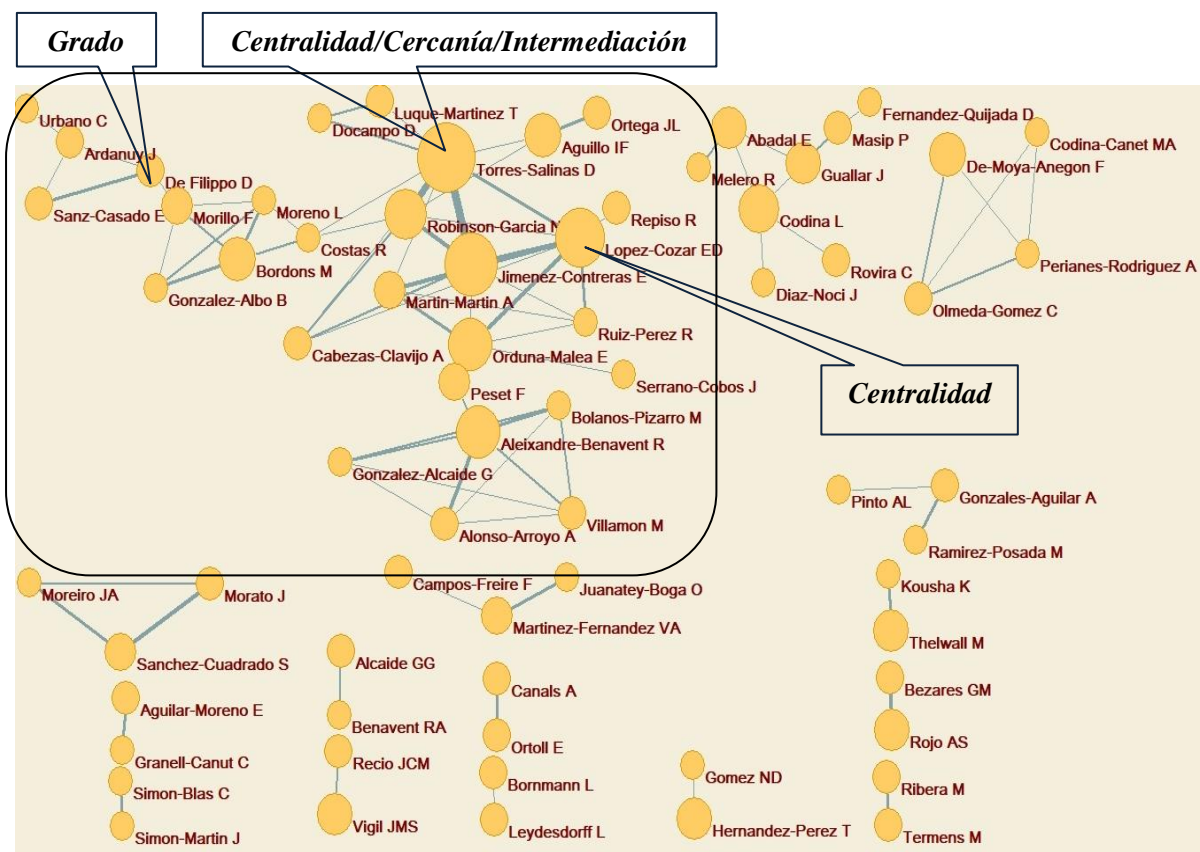 Grado
Centralidad/Cercanía/Intermediación
Urbano C
Ardanuy J
De Filippo D
Sanz-Casado E
Morillo F
Moreno L
Costas R
Bordons M
Gonzalez-Albo B
Luque-Martinez T
Docampo D
Ortega JL
Aguillo IF
Torres-Salinas D
Robinson-Garcia N
Repiso R
Lopez-Cozar ED
Jimenez-Contreras E
Martin-Martin A
Ruiz-Perez R
Cabezas-Clavijo A
Orduna-Malea E
Serrano-Cobos J
Peset F
Bolanos-Pizarro M
Aleixandre-Benavent R
Gonzalez-Alcaide G
Villamon M
Alonso-Arroyo A
Fernandez-Quijada D
Masip P
Abadal E
Guallar J
Melero R
Codina L
Rovira C
Diaz-Noci J
Codina-Canet MA
De-Moya-Anegon F
Perianes-Rodriguez A
Olmeda-Gomez C
Centralidad
Pinto AL
Gonzales-Aguilar A
Ramirez-Posada M
Kousha K
Thelwall M
Bezares GM
Rojo AS
Ribera M
Termens M
Moreiro JA
Morato J
Sanchez-Cuadrado S
Aguilar-Moreno E
Granell-Canut C
Simon-Blas C
Simon-Martin J
Campos-Freire F
Juanatey-Boga O
Martinez-Fernandez VA
Alcaide GG
Benavent RA
Recio JCM
Vigil JMS
Canals A
Ortoll E
Bornmann L
Leydesdorff L
Gomez ND
Hernandez-Perez T